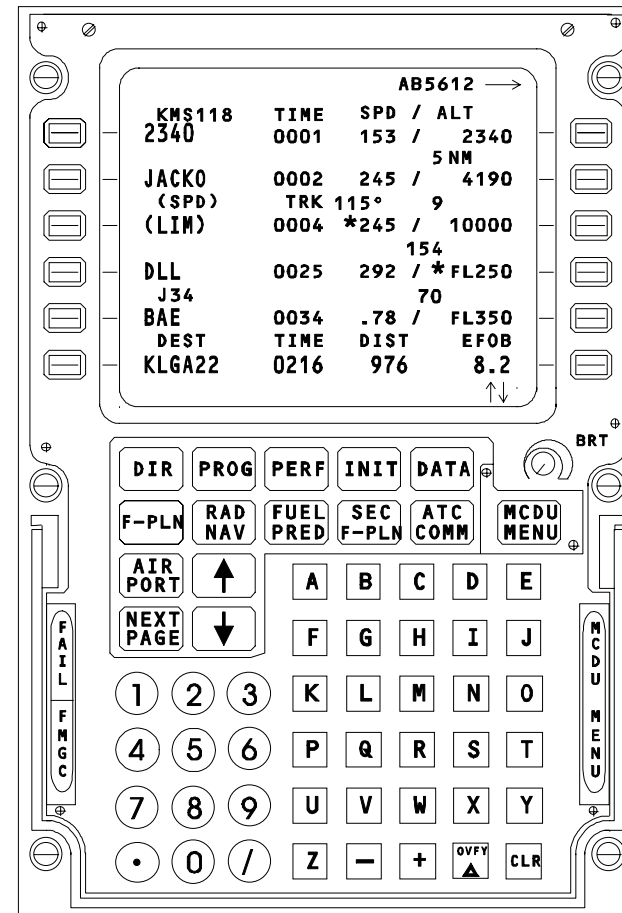 AB5612 →
KMS118 TIME SPD / ALT
2340 0001 153 / 2340
5 NM
JACKO 0002 245 / 4190
(SPD) TRK 115° 9
(LIM) 0004 *245 / 10000
154
DLL 0025 292 / *FL250
J34 70
BAE 0034 .78 / FL350
DEST TIME DIST EFOB
KLGA22 0216 976 8.2
↑↓
BRT
DIR PROG PERF INIT DATA
F-PLN RAD NAV FUEL PRED SEC F-PLN ATC COMM MCDU MENU
AIR PORT ↑
NEXT PAGE ↓
A B C D E
F G H I J
K L M N O
P Q R S T
U V W X Y
Z − + OVFY △ CLR
1 2 3
4 5 6
7 8 9
• 0 /
FAIL
FMGC
MCDU MENU